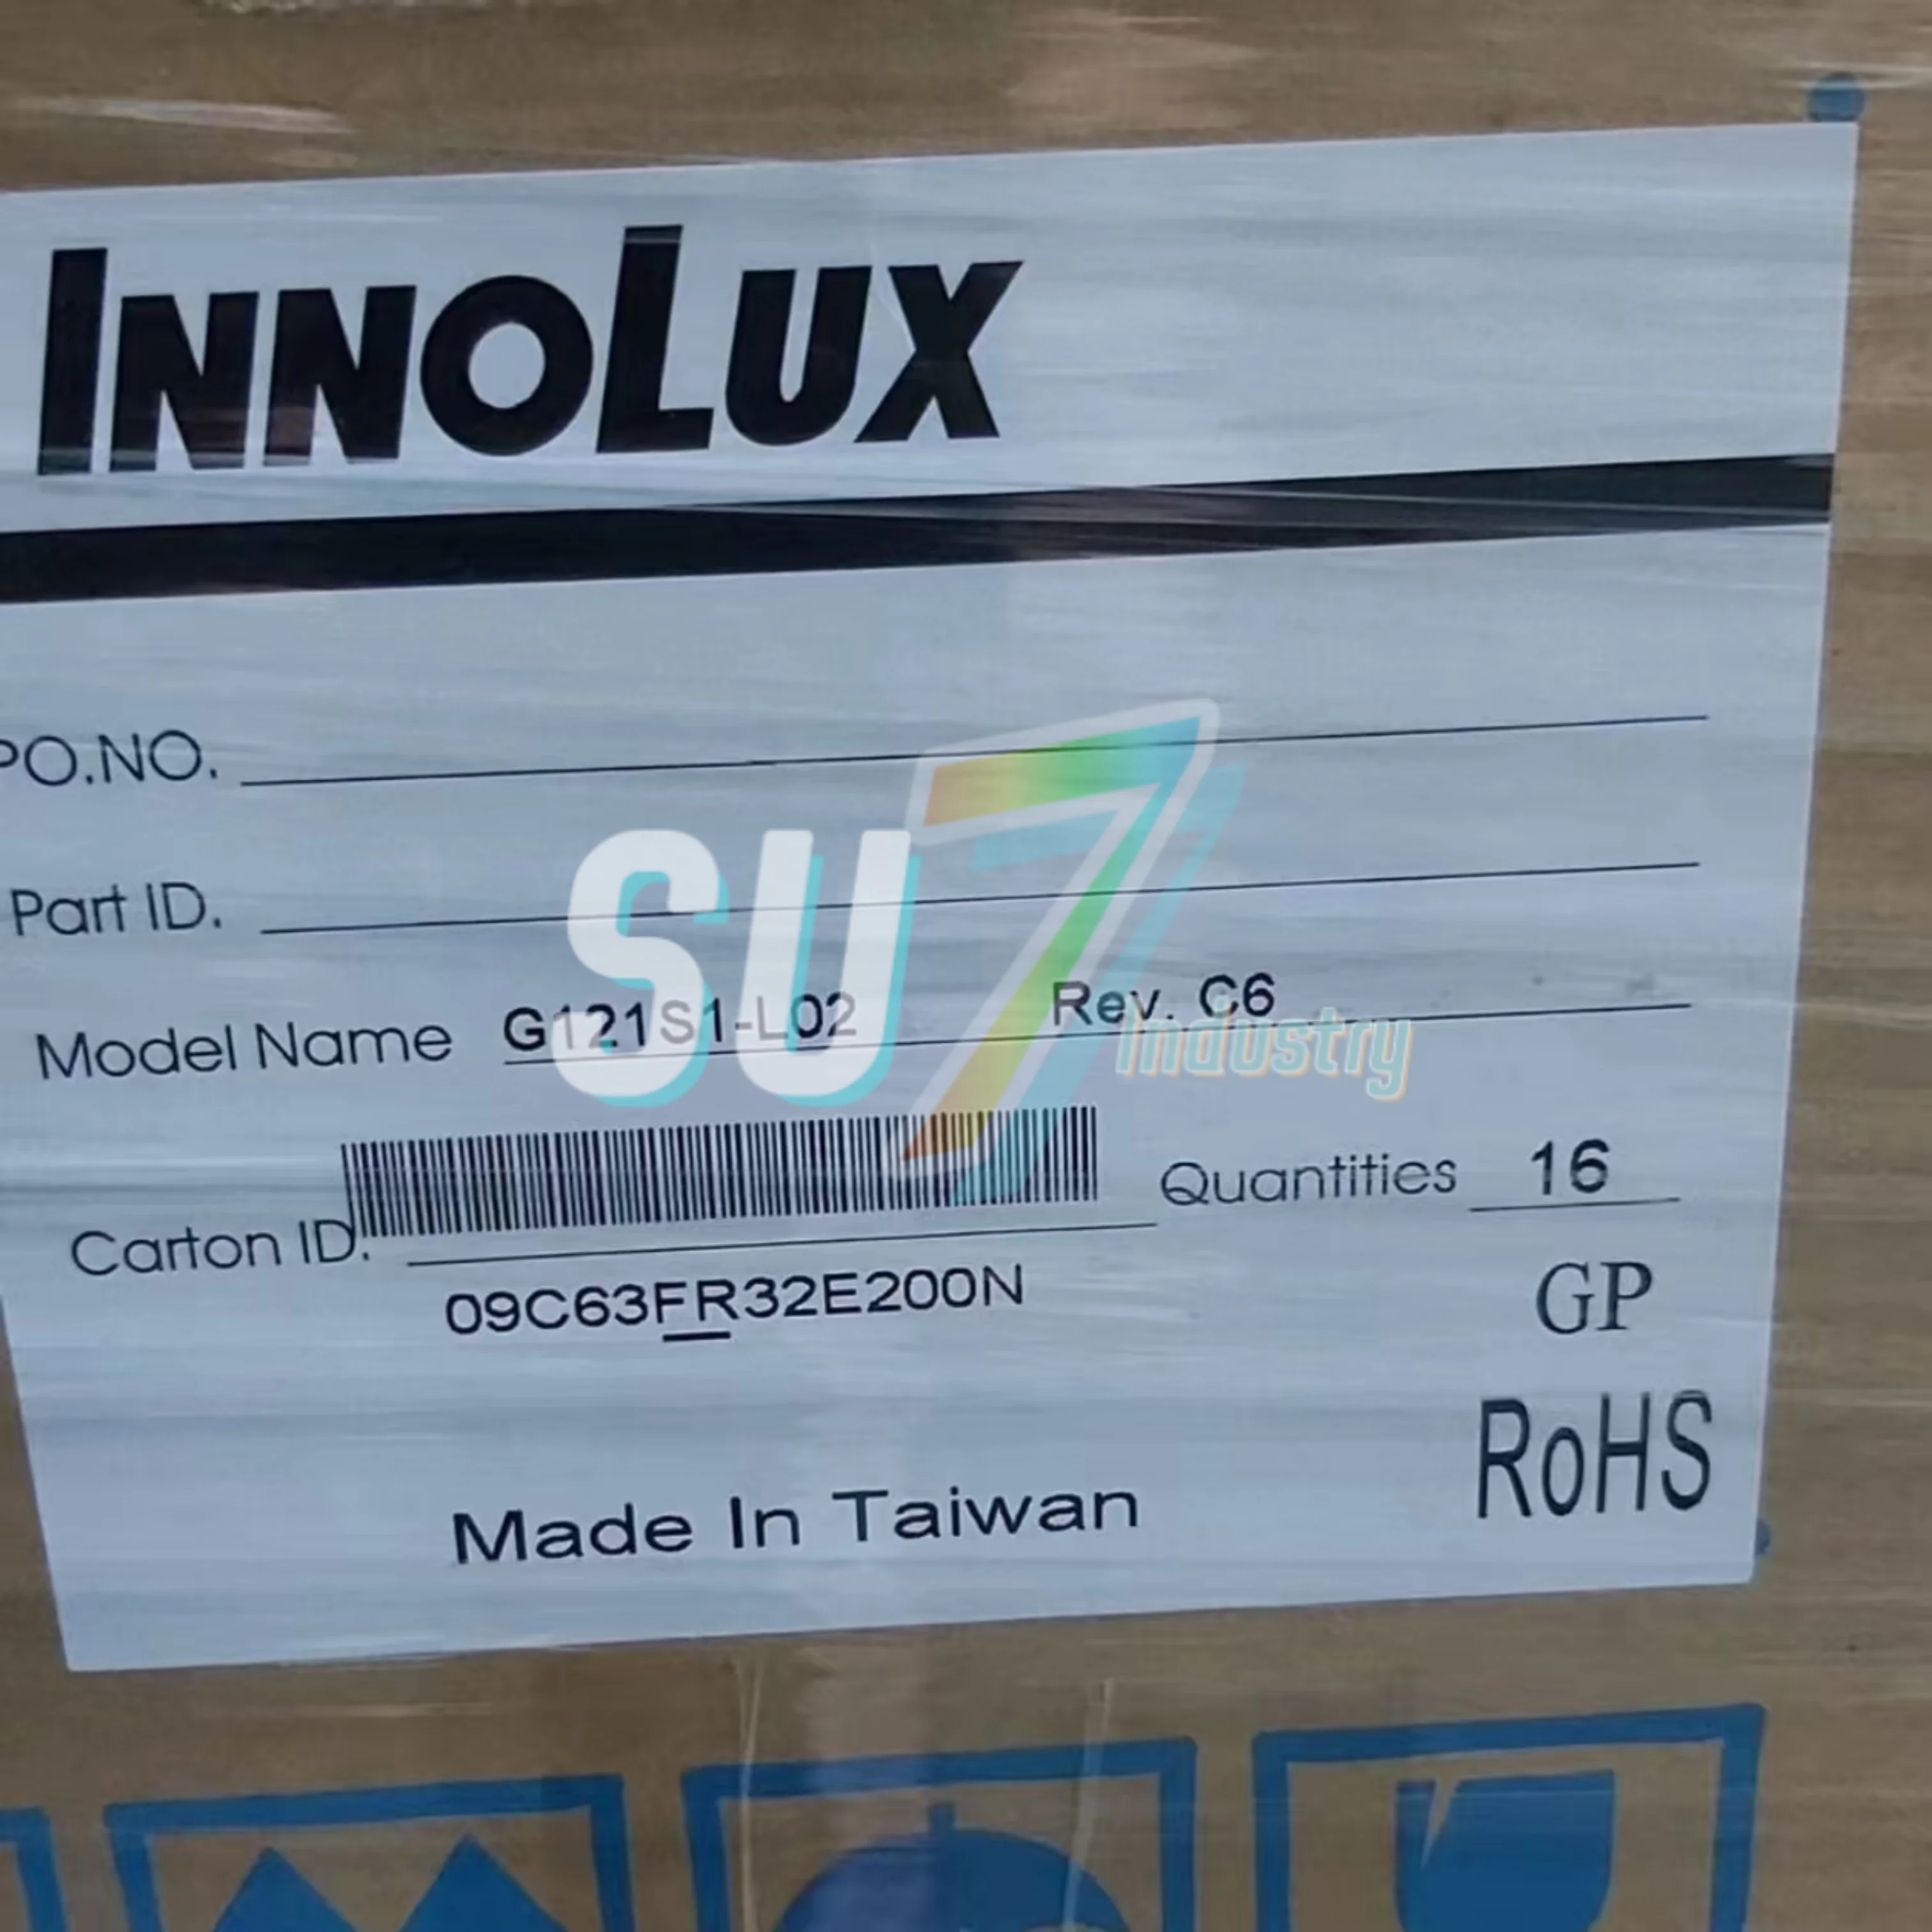 INNOLUX
PO.NO.
Part ID.
SU7
Model Name G121S1-L02 Rev. C6
Industry
Quantities 16
Carton ID.
09C63FR32E200N
GP
RoHS
Made In Taiwan